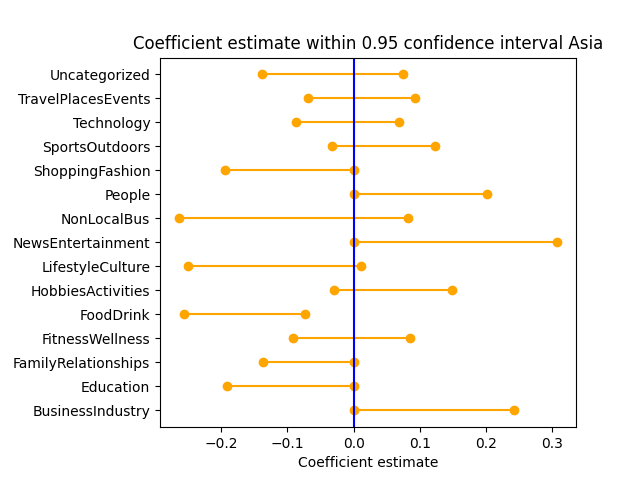 Coefficient estimate within 0.95 confidence interval Asia
Uncategorized
TravelPlacesEvents
Technology
SportsOutdoors
ShoppingFashion
People
NonLocalBus
NewsEntertainment
LifestyleCulture
HobbiesActivities
FoodDrink
FitnessWellness
FamilyRelationships
Education
BusinessIndustry
−0.2 −0.1 0.0 0.1 0.2 0.3
Coefficient estimate